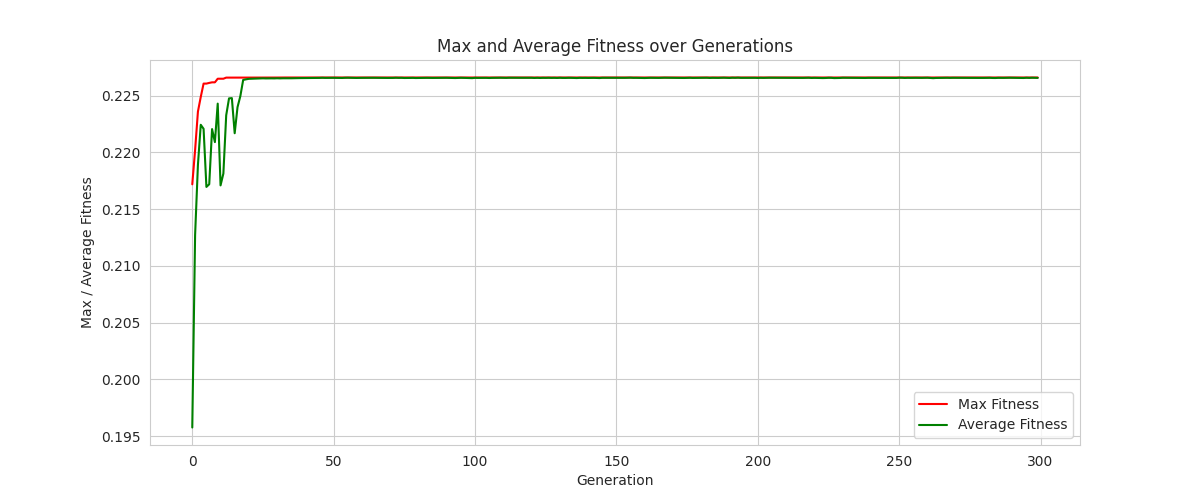 Max and Average Fitness over Generations
Max / Average Fitness
0.225
0.220
0.215
0.210
0.205
0.200
0.195
0 50 100 150 200 250 300
Generation
Max Fitness
Average Fitness